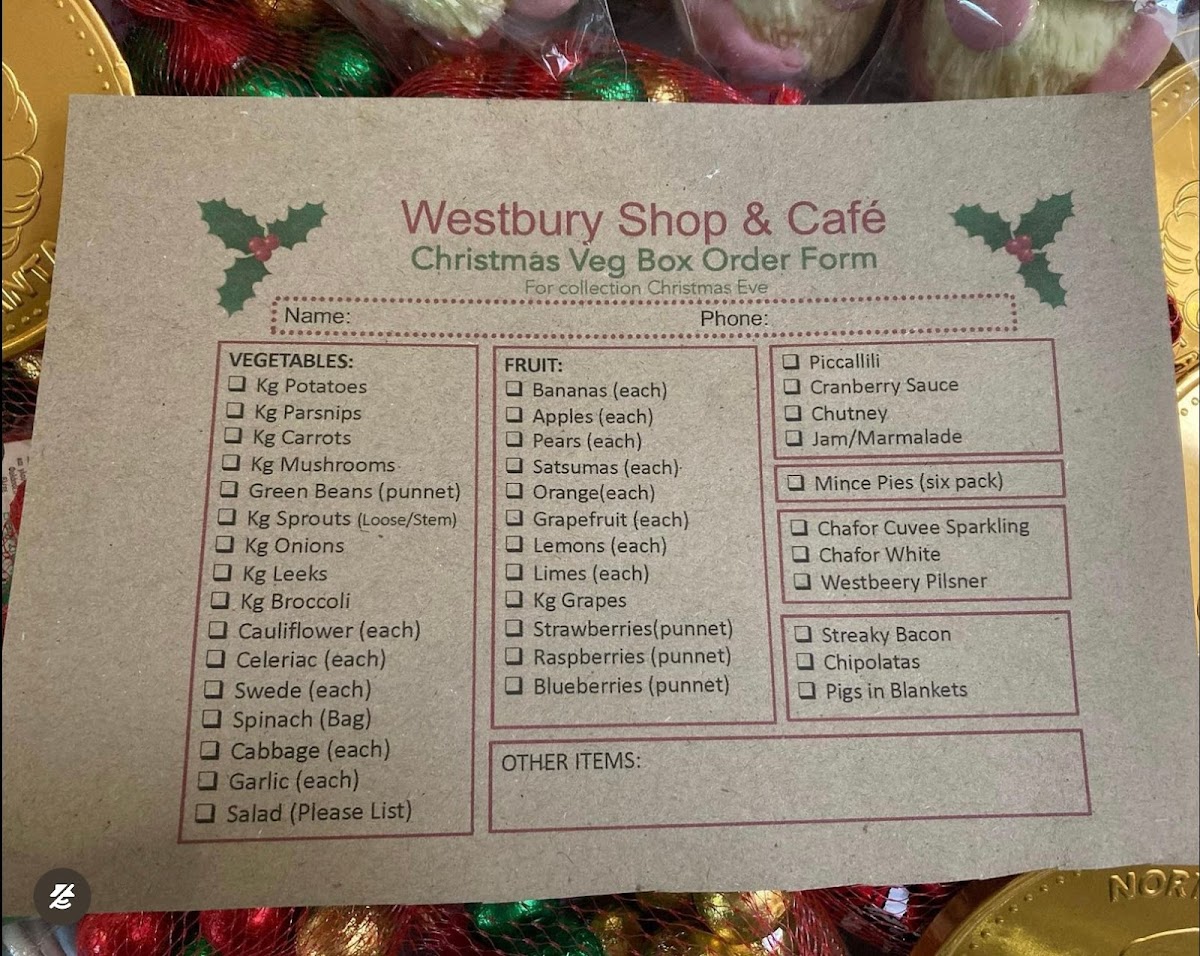 Westbury Shop & Café
Christmas Veg Box Order Form
For collection Christmas Eve
Name: Phone:
VEGETABLES:
❑ Kg Potatoes
❑ Kg Parsnips
❑ Kg Carrots
❑ Kg Mushrooms
❑ Green Beans (punnet)
❑ Kg Sprouts (Loose/Stem)
❑ Kg Onions
❑ Kg Leeks
❑ Kg Broccoli
❑ Cauliflower (each)
❑ Celeriac (each)
❑ Swede (each)
❑ Spinach (Bag)
❑ Cabbage (each)
❑ Garlic (each)
❑ Salad (Please List)
FRUIT:
❑ Bananas (each)
❑ Apples (each)
❑ Pears (each)
❑ Satsumas (each)
❑ Orange(each)
❑ Grapefruit (each)
❑ Lemons (each)
❑ Limes (each)
❑ Kg Grapes
❑ Strawberries(punnet)
❑ Raspberries (punnet)
❑ Blueberries (punnet)
❑ Piccallili
❑ Cranberry Sauce
❑ Chutney
❑ Jam/Marmalade
❑ Mince Pies (six pack)
❑ Chafor Cuvee Sparkling
❑ Chafor White
❑ Westbeery Pilsner
❑ Streaky Bacon
❑ Chipolatas
❑ Pigs in Blankets
OTHER ITEMS: